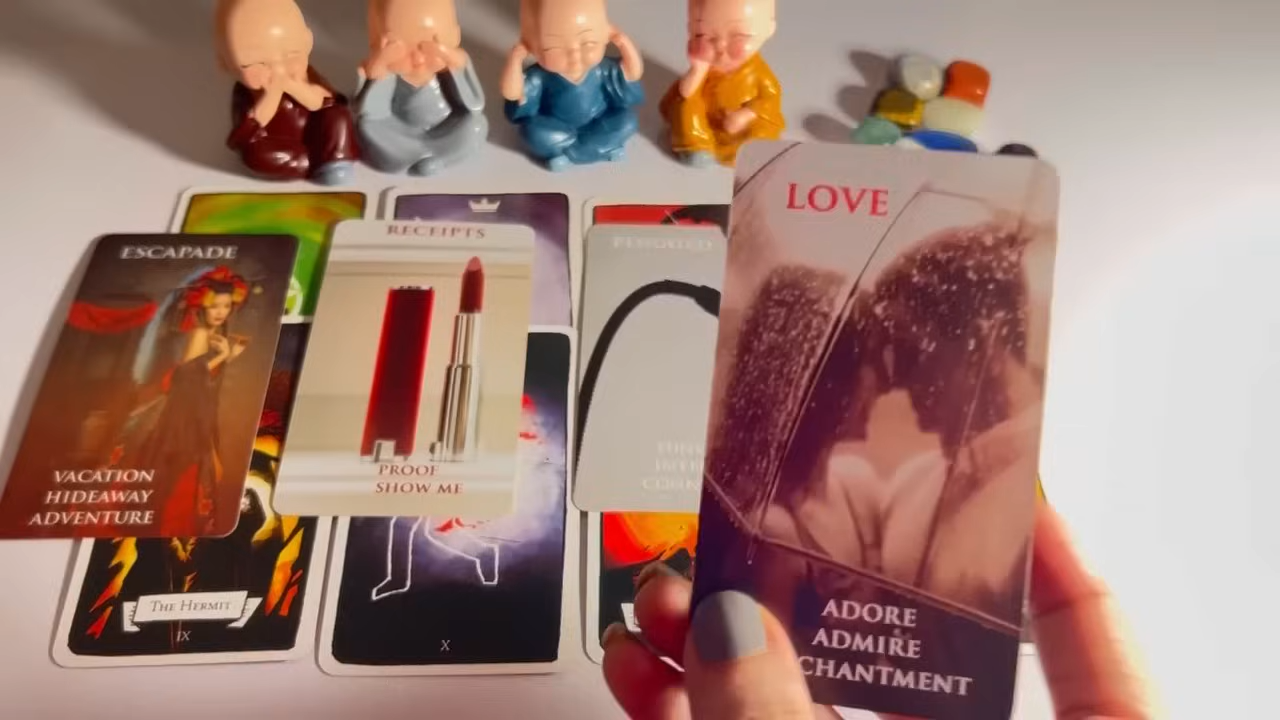 ESCAPADE
VACATION
HIDEAWAY
ADVENTURE
THE HERMIT
IX
RECEIPTS
PROOF
SHOW ME
X
LOVE
ADORE
ADMIRE
CHANTMENT